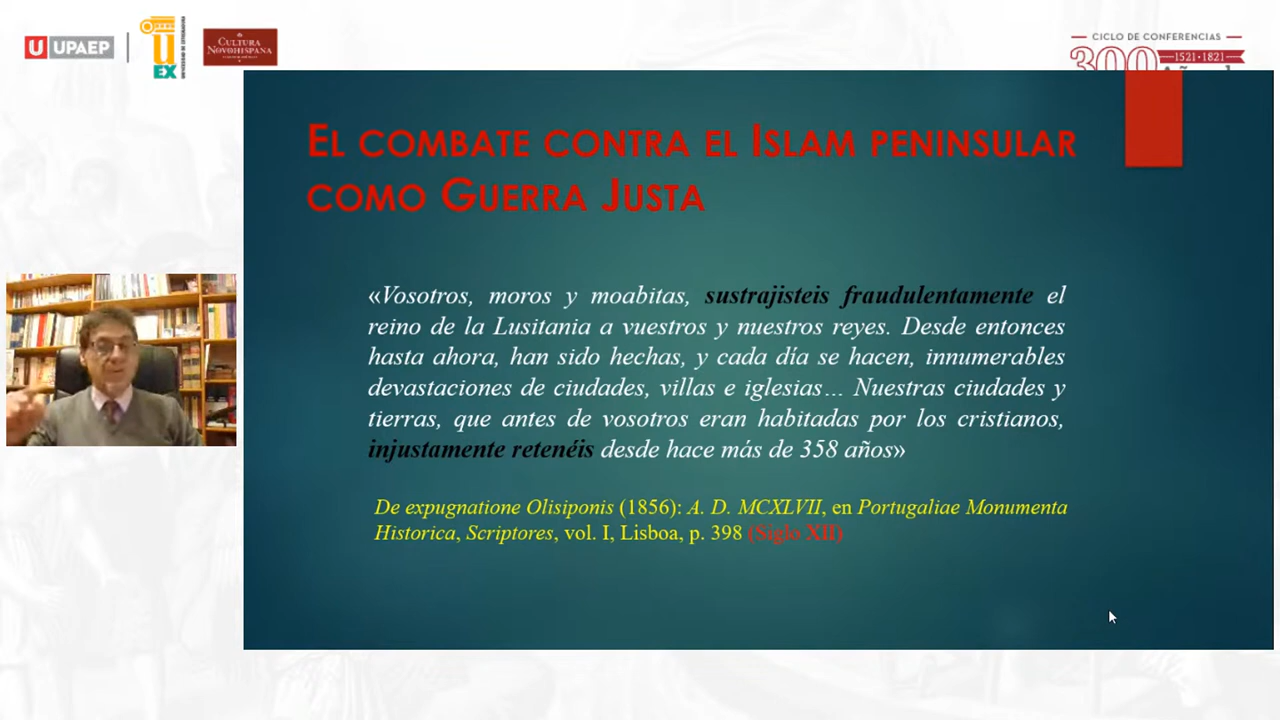 UPAEP
UEX
CULTURA
NOVOHISPANA
CICLO DE CONFERENCIAS
300
1521-1821
EL COMBATE CONTRA EL ISLAM PENINSULAR
COMO GUERRA JUSTA
«Vosotros, moros y moabitas, sustrajisteis fraudulentamente el
reino de la Lusitania a vuestros y nuestros reyes. Desde entonces
hasta ahora, han sido hechas, y cada día se hacen, innumerables
devastaciones de ciudades, villas e iglesias… Nuestras ciudades y
tierras, que antes de vosotros eran habitadas por los cristianos,
injustamente retenéis desde hace más de 358 años»
De expugnatione Olisiponis (1856): A. D. MCXLVII, en Portugaliae Monumenta
Historica, Scriptores, vol. I, Lisboa, p. 398 (Siglo XII)